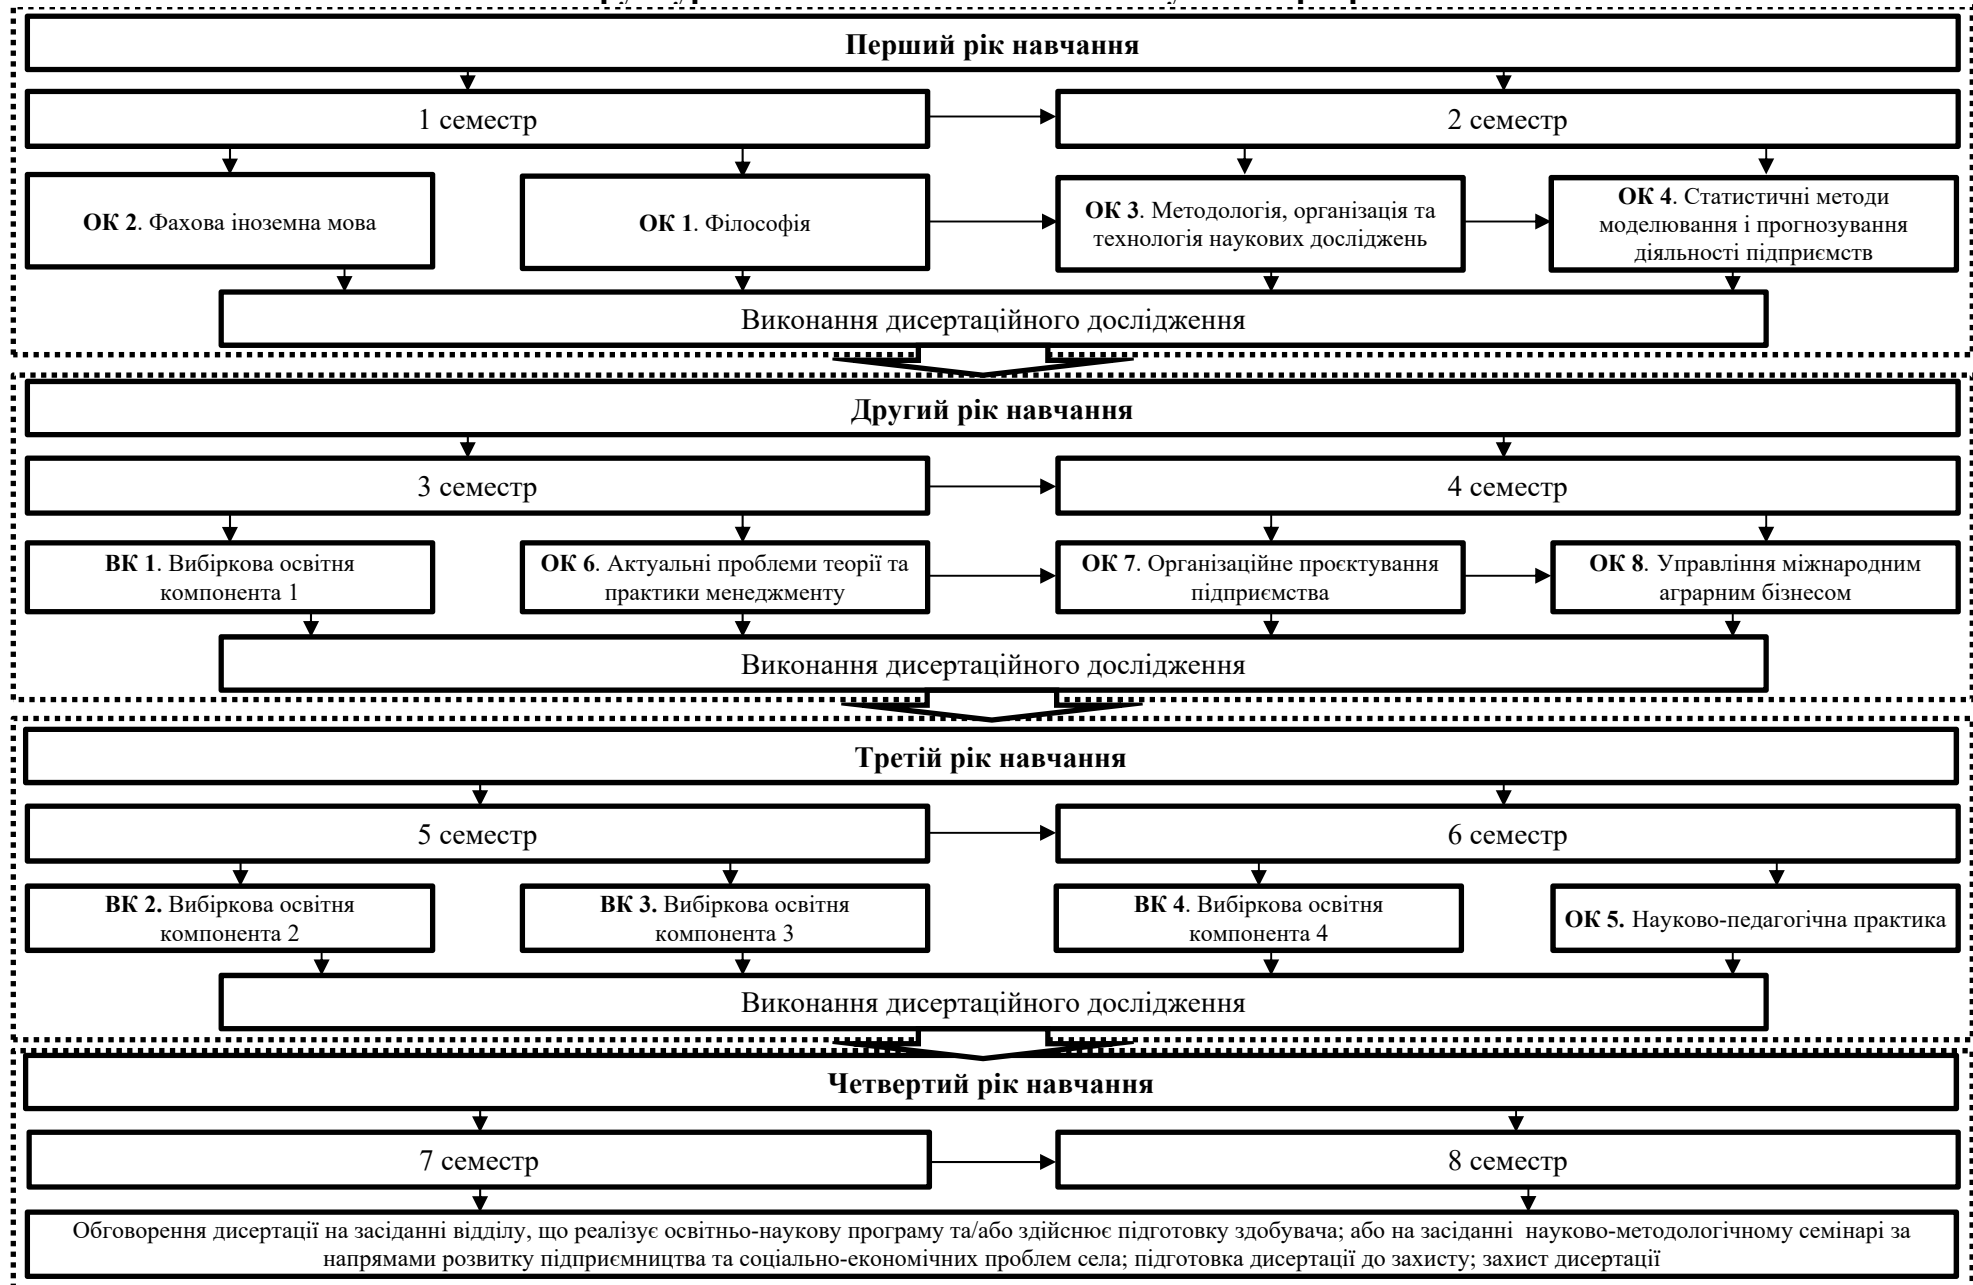 Перший рік навчання
1 семестр
2 семестр
ОК 2. Фахова іноземна мова
ОК 1. Філософія
ОК 3. Методологія, організація та
технологія наукових досліджень
ОК 4. Статистичні методи
моделювання і прогнозування
діяльності підприємств
Виконання дисертаційного дослідження
Другий рік навчання
3 семестр
4 семестр
ВК 1. Вибіркова освітня
компонента 1
ОК 6. Актуальні проблеми теорії та
практики менеджменту
ОК 7. Організаційне проєктування
підприємства
ОК 8. Управління міжнародним
аграрним бізнесом
Виконання дисертаційного дослідження
Третій рік навчання
5 семестр
6 семестр
ВК 2. Вибіркова освітня
компонента 2
ВК 3. Вибіркова освітня
компонента 3
ВК 4. Вибіркова освітня
компонента 4
ОК 5. Науково-педагогічна практика
Виконання дисертаційного дослідження
Четвертий рік навчання
7 семестр
8 семестр
Обговорення дисертації на засіданні відділу, що реалізує освітньо-наукову програму та/або здійснює підготовку здобувача; або на засіданні науково-методологічному семінарі за
напрямами розвитку підприємництва та соціально-економічних проблем села; підготовка дисертації до захисту; захист дисертації